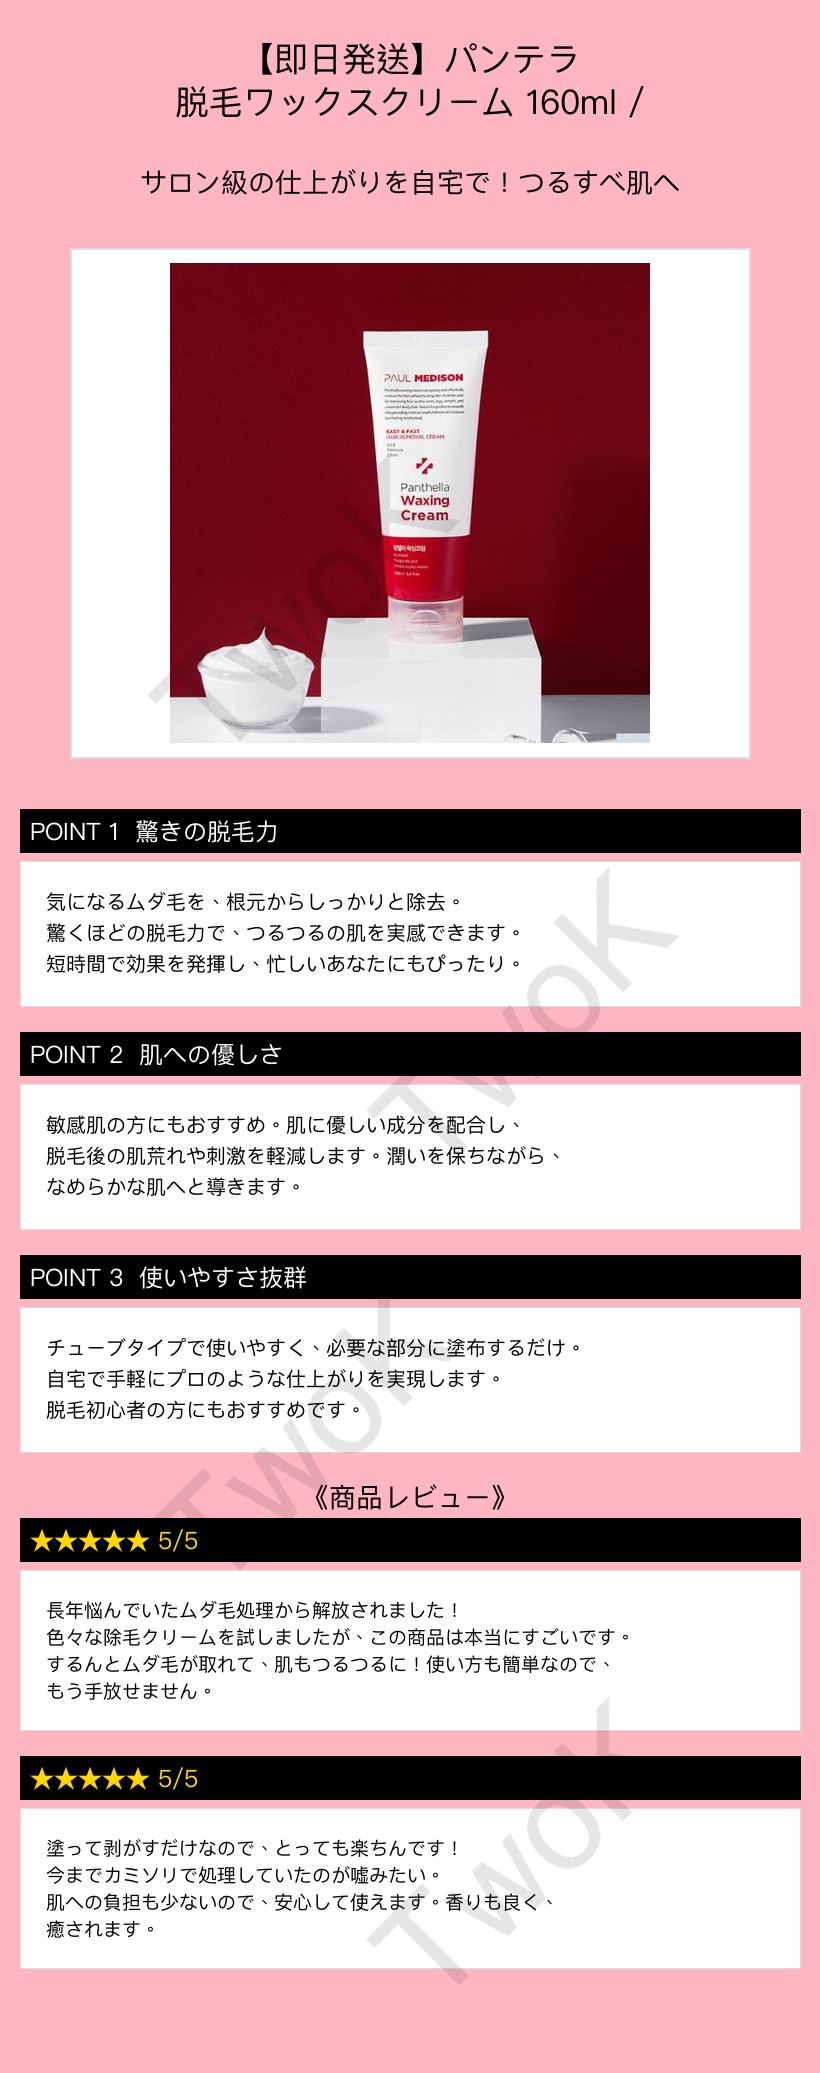 【即日発送】パンテラ
脱毛ワックスクリーム 160ml /
サロン級の仕上がりを自宅で！つるすべ肌へ
PAUL MEDISON
EASY & FAST
HAIR REMOVAL CREAM
Panthella
Waxing
Cream
판텔라 왁싱크림
TwoK
POINT 1 驚きの脱毛力
気になるムダ毛を、根元からしっかりと除去。
驚くほどの脱毛力で、つるつるの肌を実感できます。
短時間で効果を発揮し、忙しいあなたにもぴったり。
TwoK
POINT 2 肌への優しさ
敏感肌の方にもおすすめ。肌に優しい成分を配合し、
脱毛後の肌荒れや刺激を軽減します。潤いを保ちながら、
なめらかな肌へと導きます。
POINT 3 使いやすさ抜群
チューブタイプで使いやすく、必要な部分に塗布するだけ。
自宅で手軽にプロのような仕上がりを実現します。
脱毛初心者の方にもおすすめです。
TwoK
《商品レビュー》
★★★★★ 5/5
長年悩んでいたムダ毛処理から解放されました！
色々な除毛クリームを試しましたが、この商品は本当にすごいです。
するんとムダ毛が取れて、肌もつるつるに！使い方も簡単なので、
もう手放せません。
★★★★★ 5/5
塗って剥がすだけなので、とっても楽ちんです！
今までカミソリで処理していたのが嘘みたい。
肌への負担も少ないので、安心して使えます。香りも良く、
癒されます。
TwoK